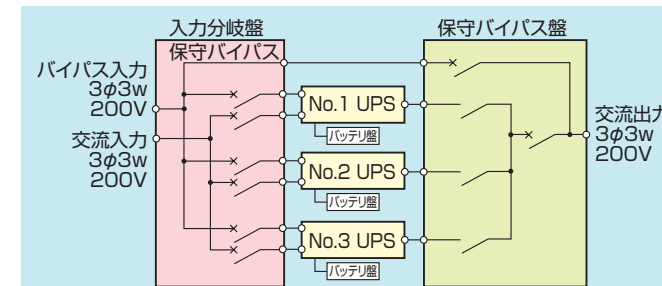 入力分岐盤
保守バイパス盤
保守バイパス
バイパス入力
3φ3w
200V
交流入力
3φ3w
200V
No.1 UPS
バッテリ盤
No.2 UPS
バッテリ盤
No.3 UPS
バッテリ盤
交流出力
3φ3w
200V